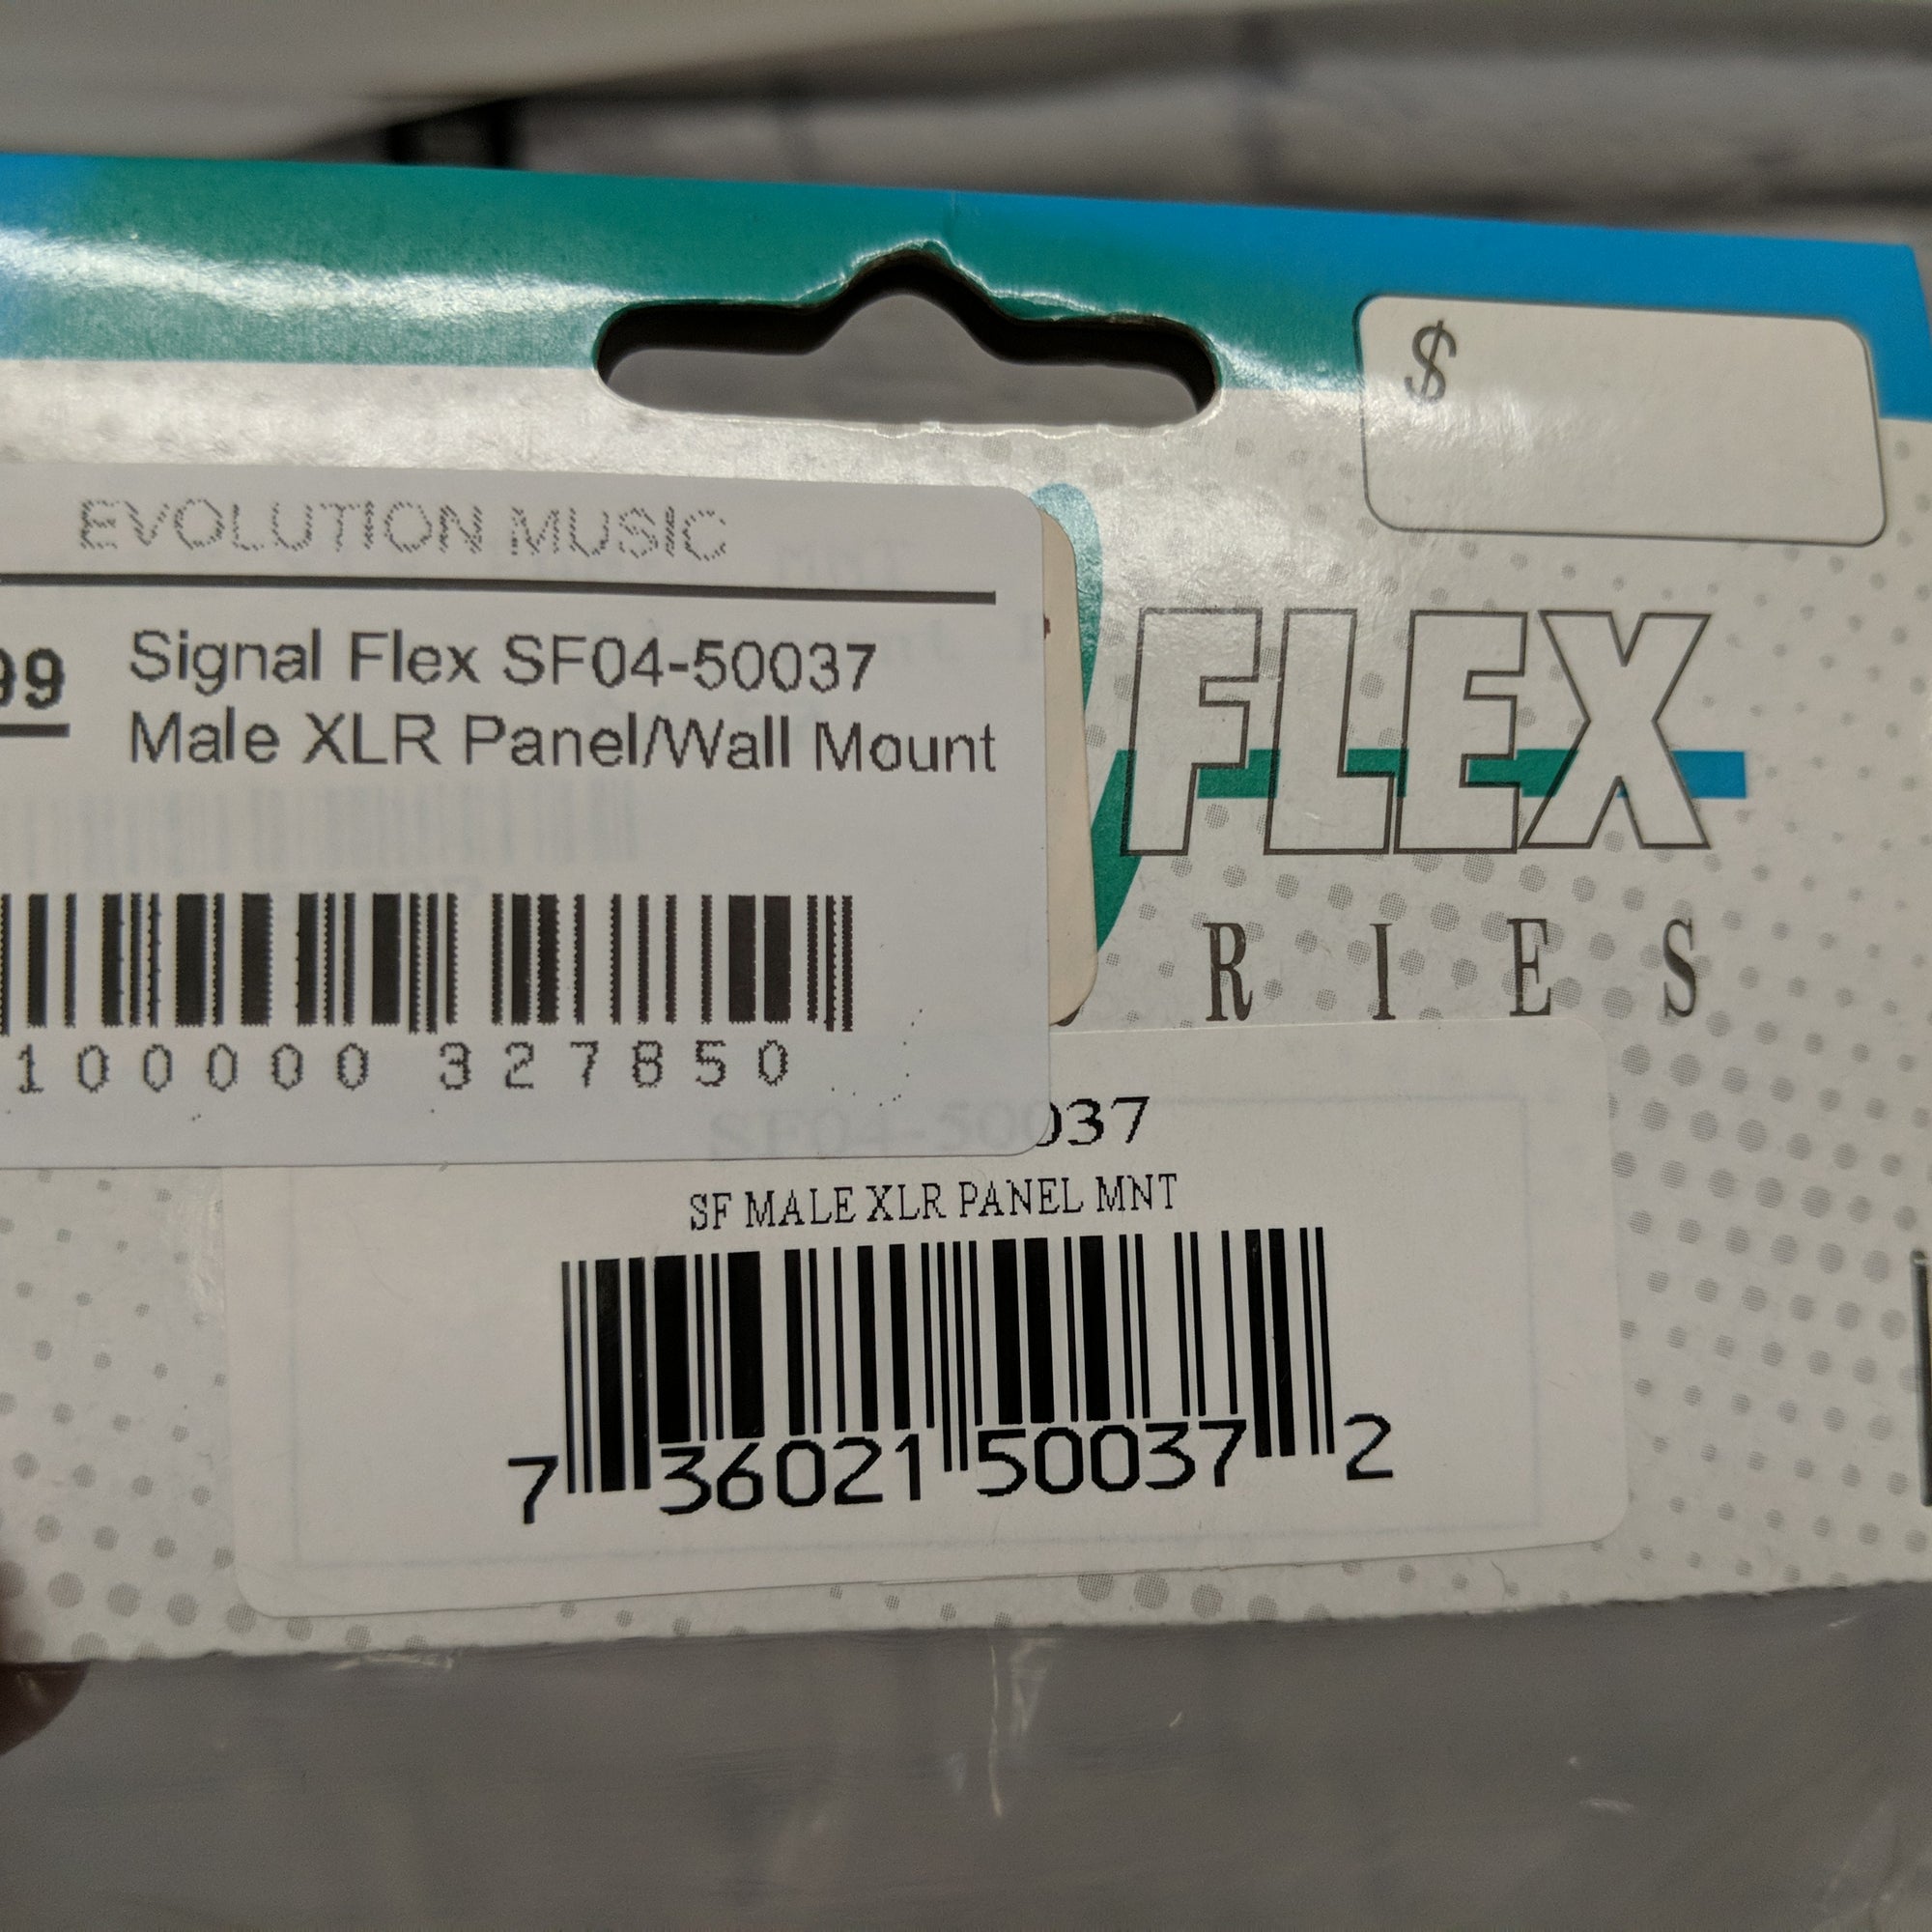 $
EVOLUTION MUSIC
99
Signal Flex SF04-50037
Male XLR Panel/Wall Mount
100000 327850
FLEX
RIES
SF04-50037
SF MALE XLR PANEL MNT
7 36021 50037 2